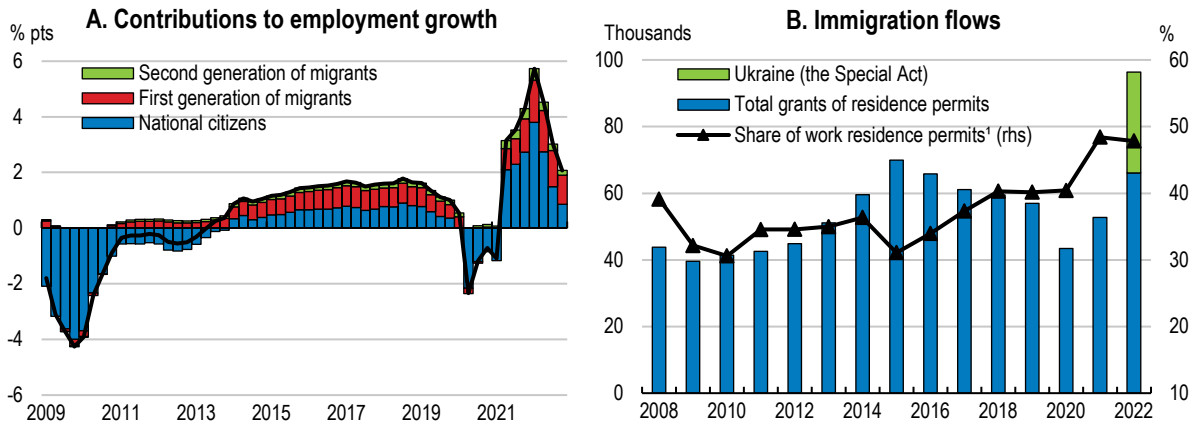 A. Contributions to employment growth
% pts
Second generation of migrants
First generation of migrants
National citizens
6
4
2
0
-2
-4
-6
2009 2011 2013 2015 2017 2019 2021
B. Immigration flows
Thousands %
Ukraine (the Special Act)
Total grants of residence permits
Share of work residence permits¹ (rhs)
100 60
80 50
60 40
40 30
20 20
0 10
2008 2010 2012 2014 2016 2018 2020 2022